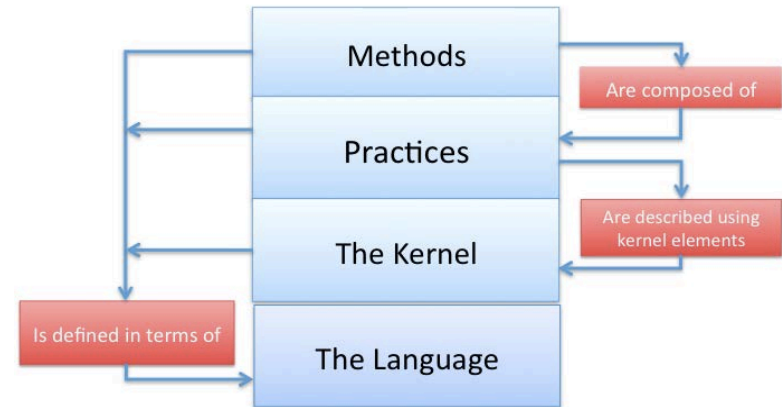 Methods
Are composed of
Practices
Are described using
kernel elements
The Kernel
Is defined in terms of
The Language